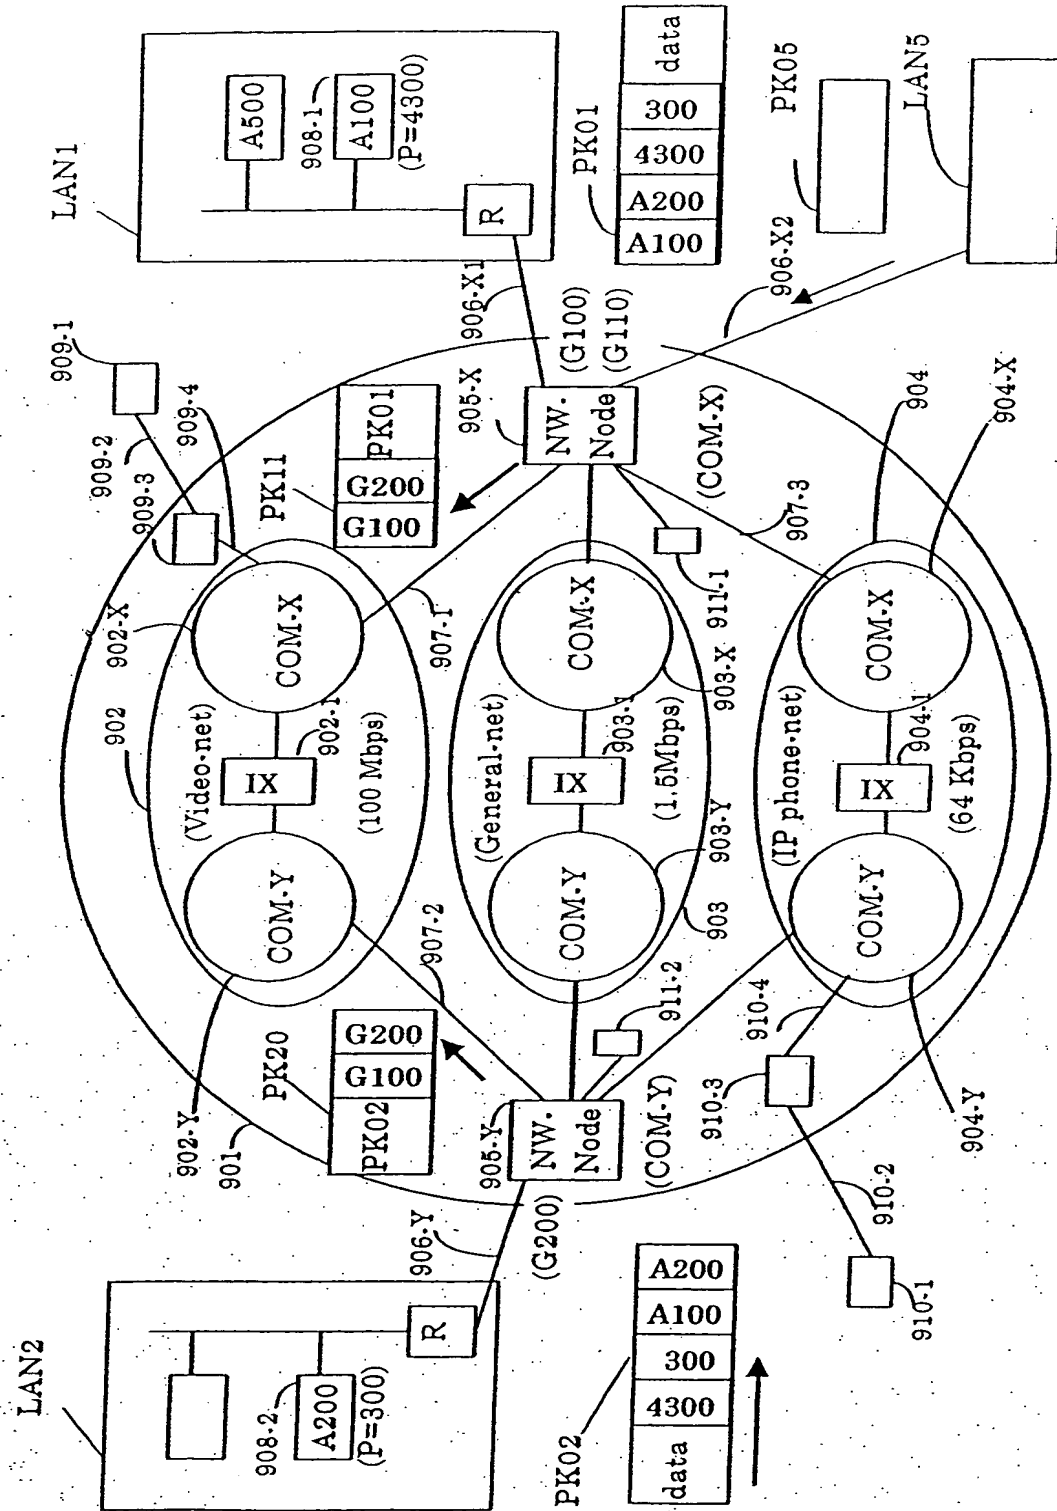 LAN2
908-2
A200
(P=300)
R
906-Y
PK02
data
4300
300
A100
A200
(G200)
901
902-Y
PK20
PK02
G100
G200
905-Y
NW.
Node
(COM-Y)
907-2
911-2
910-1
910-2
910-3
910-4
904-Y
902
902-X
COM-Y
IX
COM-X
(Video-net)
902-1
(100 Mbps)
907-1
COM-Y
IX
COM-X
(General-net)
903-1
(1.5Mbps)
903-Y
903
903-X
911-1
COM-Y
IX
COM-X
(IP phone-net)
904-1
(64 Kbps)
907-3
(COM-X)
904
904-X
909-1
909-2
909-3
909-4
PK11
G100
G200
PK01
905-X
NW.
Node
(G100)
(G110)
906-X1
906-X2
LAN1
A500
908-1
A100
(P=4300)
R
PK01
A100
A200
4300
300
data
PK05
LAN5